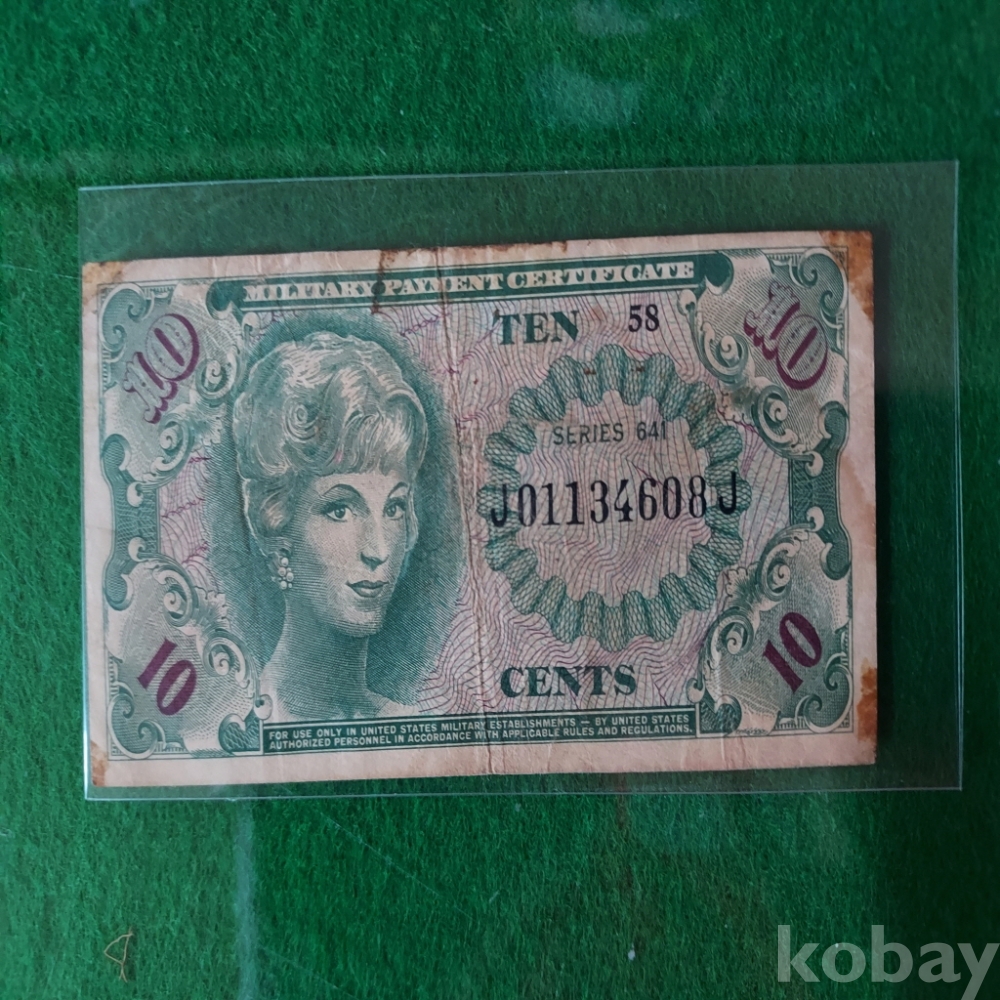 MILITARY PAYMENT CERTIFICATE
10 TEN 58 10
SERIES 641
J01134608J
10 CENTS 10
FOR USE ONLY IN UNITED STATES MILITARY ESTABLISHMENTS — BY UNITED STATES
AUTHORIZED PERSONNEL IN ACCORDANCE WITH APPLICABLE RULES AND REGULATIONS.
kobay